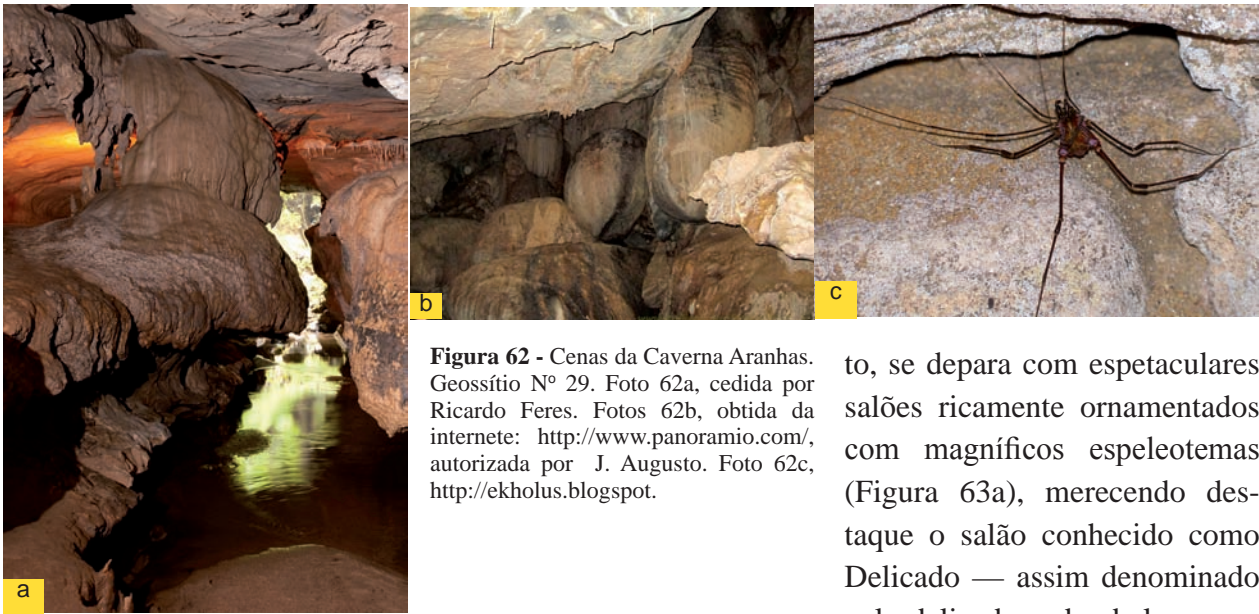 a
b
c
Figura 62 - Cenas da Caverna Aranhas.
Geossítio Nº 29. Foto 62a, cedida por
Ricardo Feres. Fotos 62b, obtida da
internete: http://www.panoramio.com/,
autorizada por J. Augusto. Foto 62c,
http://ekholus.blogspot.
to, se depara com espetaculares
salões ricamente ornamentados
com magníficos espeleotemas
(Figura 63a), merecendo des-
taque o salão conhecido como
Delicado — assim denominado